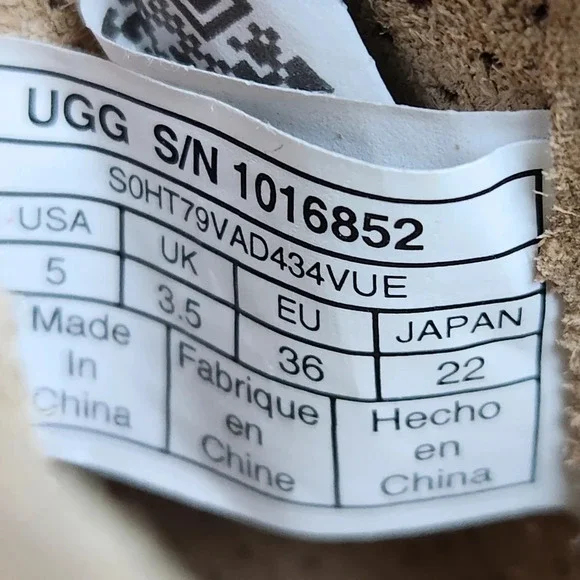 UGG S/N 1016852
S0HT79VAD434VUE
USA UK EU JAPAN
5 3.5 36 22
Made
In
China
Fabrique
en
Chine
Hecho
en
China